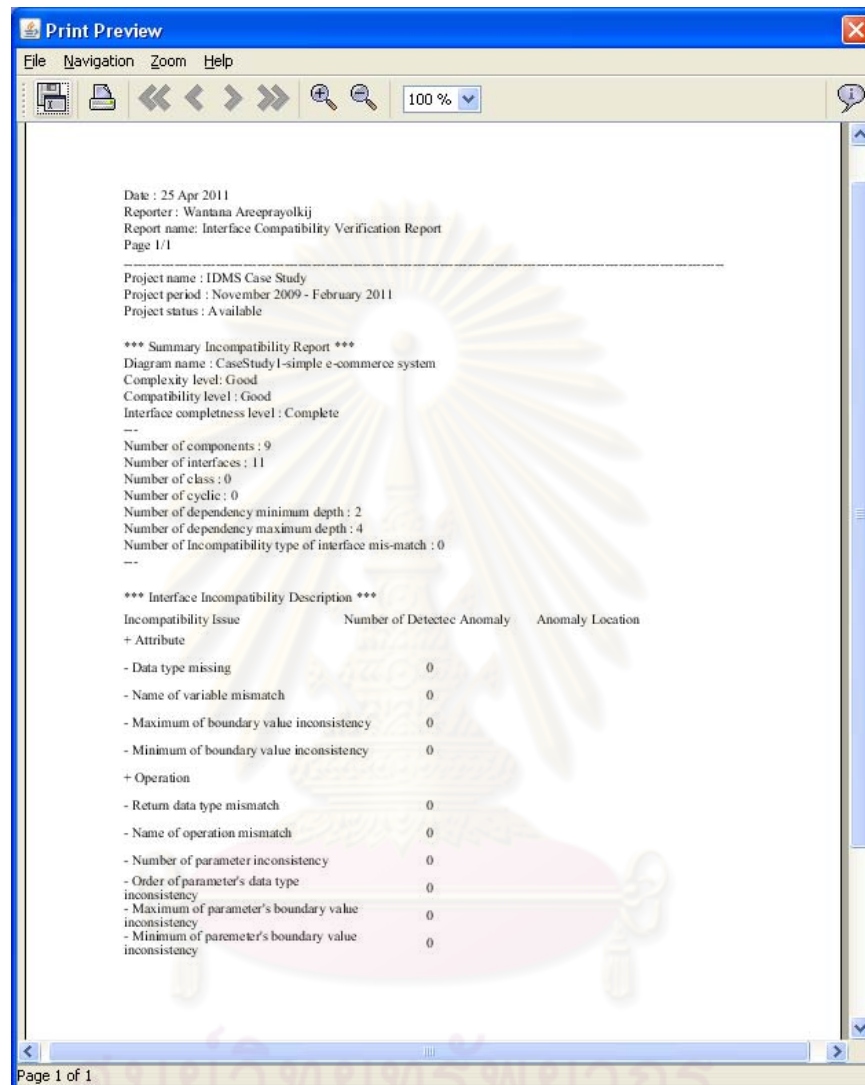 Print Preview
File Navigation Zoom Help
100 %
Date : 25 Apr 2011
Reporter : Wantana Areeprayolkij
Report name: Interface Compatibility Verification Report
Page 1/1
Project name : IDMS Case Study
Project period : November 2009 - February 2011
Project status : Available
*** Summary Incompatibility Report ***
Diagram name : CaseStudy1-simple e-commerce system
Complexity level: Good
Compatibility level : Good
Interface completness level : Complete
---
Number of components : 9
Number of interfaces : 11
Number of class : 0
Number of cyclic : 0
Number of dependency minimum depth : 2
Number of dependency maximum depth : 4
Number of Incompatibility type of interface mis-match : 0
---
*** Interface Incompatibility Description ***
Incompatibility Issue Number of Detectec Anomaly Anomaly Location
+ Attribute
- Data type missing 0
- Name of variable mismatch 0
- Maximum of boundary value inconsistency 0
- Minimum of boundary value inconsistency 0
+ Operation
- Return data type mismatch 0
- Name of operation mismatch 0
- Number of parameter inconsistency 0
- Order of parameter's data type
inconsistency 0
- Maximum of parameter's boundary value
inconsistency 0
- Minimum of paremeter's boundary value
inconsistency 0
Page 1 of 1